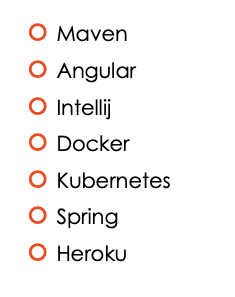 Maven
Angular
Intellij
Docker
Kubernetes
Spring
Heroku